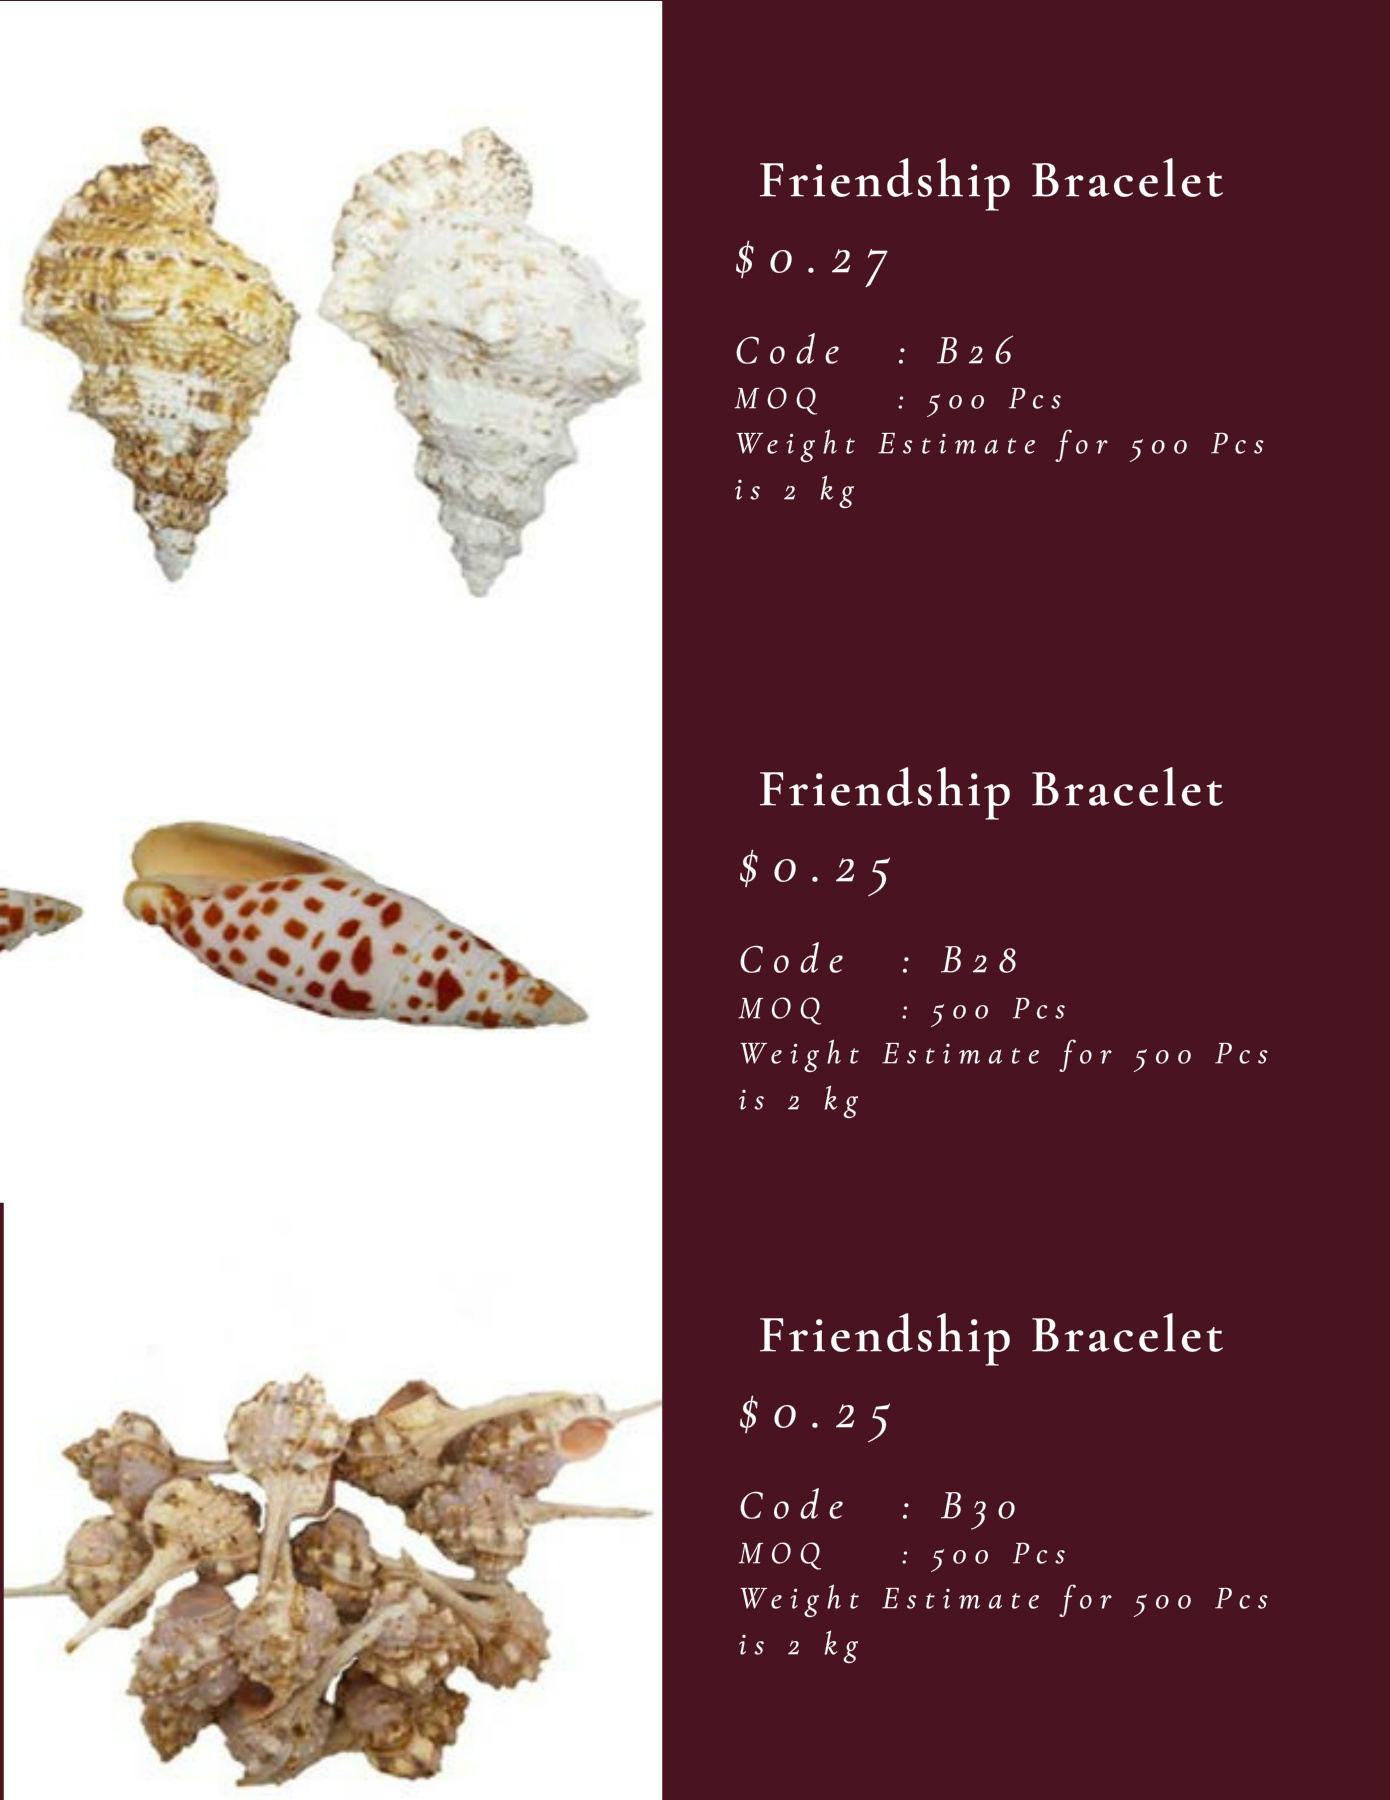 Friendship Bracelet
$0.27
Code : B26
MOQ : 500 Pcs
Weight Estimate for 500 Pcs
is 2 kg
Friendship Bracelet
$0.25
Code : B28
MOQ : 500 Pcs
Weight Estimate for 500 Pcs
is 2 kg
Friendship Bracelet
$0.25
Code : B30
MOQ : 500 Pcs
Weight Estimate for 500 Pcs
is 2 kg